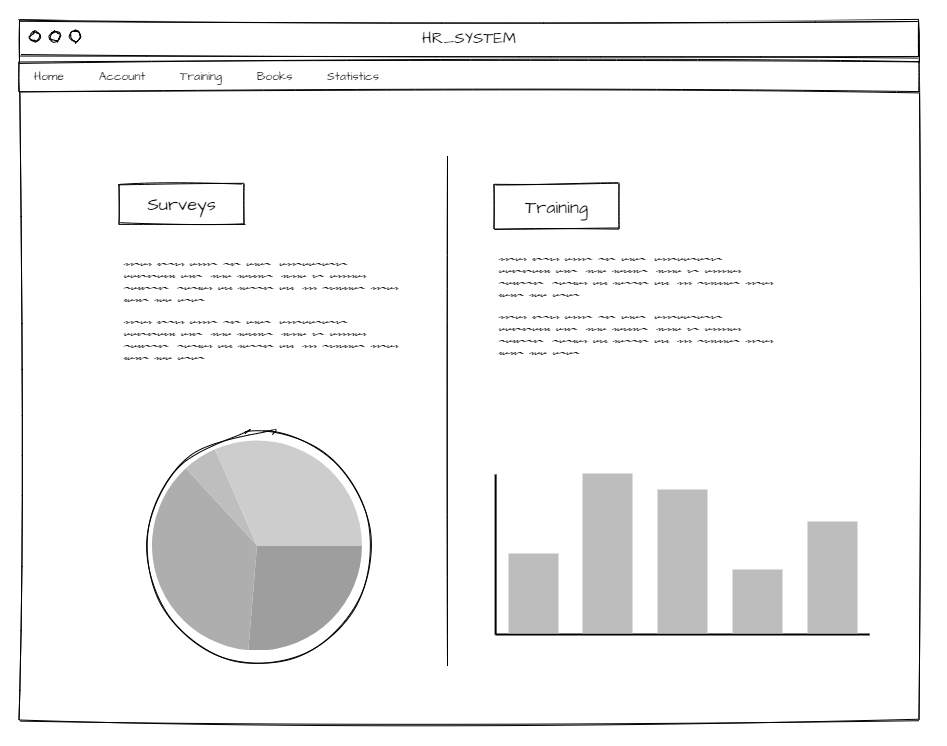 HR_SYSTEM
Home Account Training Books Statistics
Surveys
Training